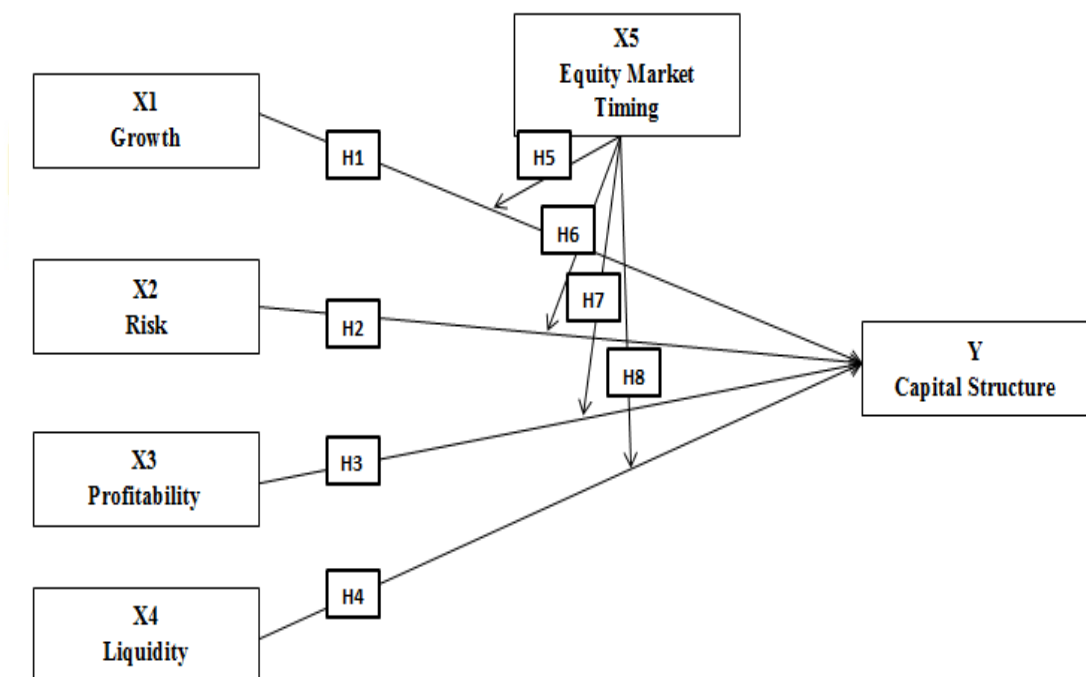 X5
Equity Market
Timing
X1
Growth
H1
H5
H6
X2
Risk
H2
H7
H8
Y
Capital Structure
X3
Profitability
H3
H4
X4
Liquidity